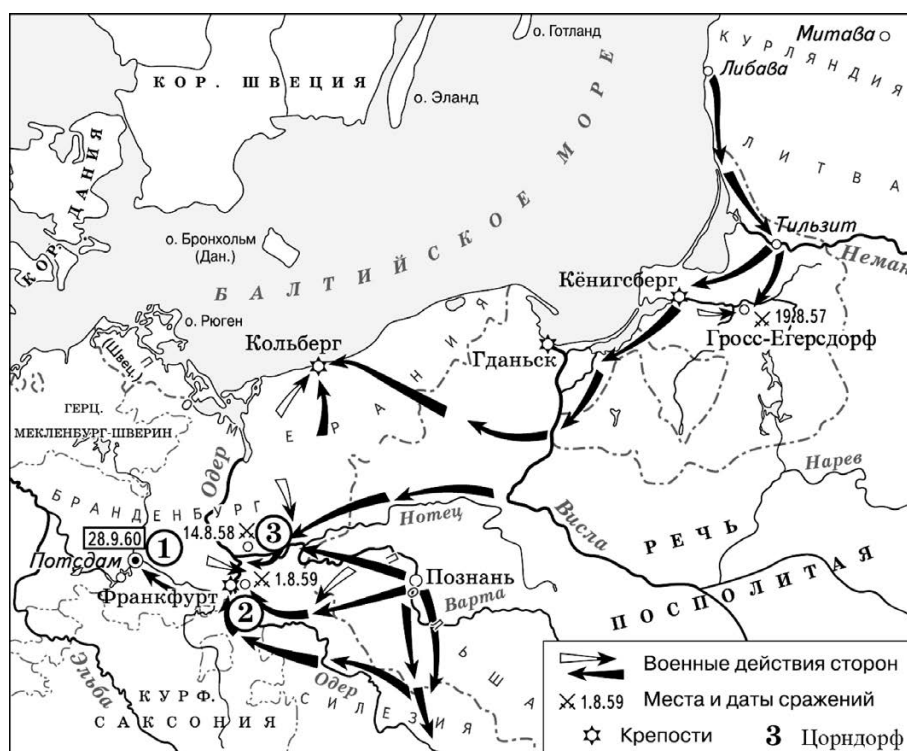 о. Готланд
Митава
КУРЛЯНДИЯ
Либава
КОР. ШВЕЦИЯ
о. Эланд
ЛИТВА
КОР. ДАНИЯ
БАЛТИЙСКОЕ МОРЕ
Тильзит
Неман
о. Бронхольм
(Дан.)
Кёнигсберг
19.8.57
Гросс-Егерсдорф
о. Рюген
(Швец.)
Кольберг
Гданьск
ПОМЕРАНИЯ
ГЕРЦ.
МЕКЛЕНБУРГ-ШВЕРИН
Одер
Нарев
БРАНДЕНБУРГ
Нотец
Висла
РЕЧЬ
ПОСПОЛИТАЯ
14.8.58
3
28.9.60
1
Потсдам
1.8.59
Франкфурт
2
Познань
Варта
ПОЛЬША
Эльба
КУРФ.
САКСОНИЯ
Одер
СИЛЕЗИЯ
Военные действия сторон
1.8.59 Места и даты сражений
Крепости 3 Цорндорф